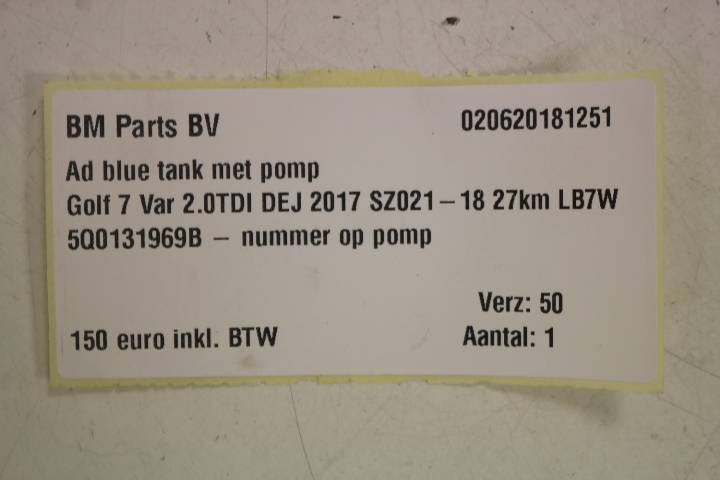 BM Parts BV 020620181251
Ad blue tank met pomp
Golf 7 Var 2.0TDI DEJ 2017 SZ021-18 27km LB7W
5Q0131969B - nummer op pomp
Verz: 50
150 euro inkl. BTW Aantal: 1